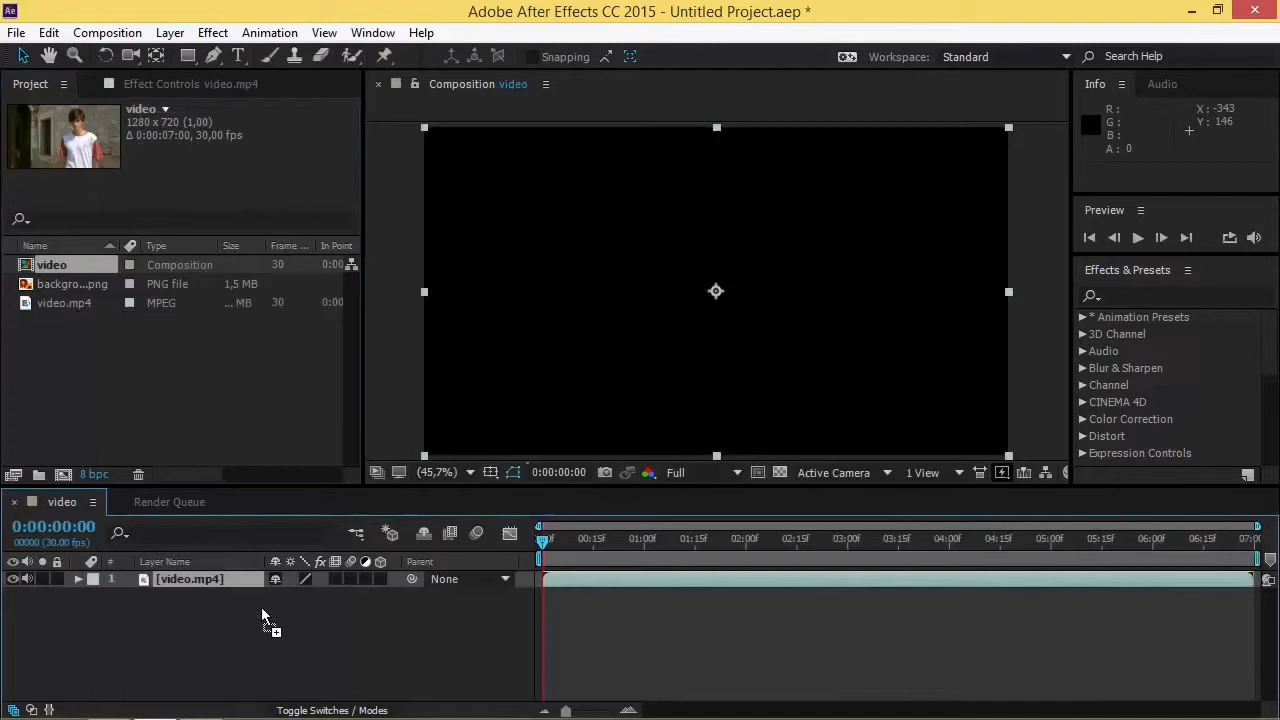 Ae
Adobe After Effects CC 2015 - Untitled Project.aep *
File Edit Composition Layer Effect Animation View Window Help
Snapping
Workspace: Standard
Search Help
Project
Effect Controls video.mp4
Composition video
Info
Audio
video
1280 x 720 (1,00)
Δ 0:00:07:00, 30,00 fps
R :
G :
B :
A : 0
X : -343
Y : 146
Preview
Effects & Presets
Name Type Size Frame ... In Point
video Composition 30 0:00
backgro...png PNG file 1,5 MB
video.mp4 MPEG ... MB 30 0:00
* Animation Presets
3D Channel
Audio
Blur & Sharpen
Channel
CINEMA 4D
Color Correction
Distort
Expression Controls
8 bpc
(45,7%) 0:00:00:00 Full Active Camera 1 View
video
Render Queue
0:00:00:00
00000 (30.00 fps)
00:15f 01:00f 01:15f 02:00f 02:15f 03:00f 03:15f 04:00f 04:15f 05:00f 05:15f 06:00f 06:15f 07:00
# Layer Name Parent
1 [video.mp4] None
Toggle Switches / Modes